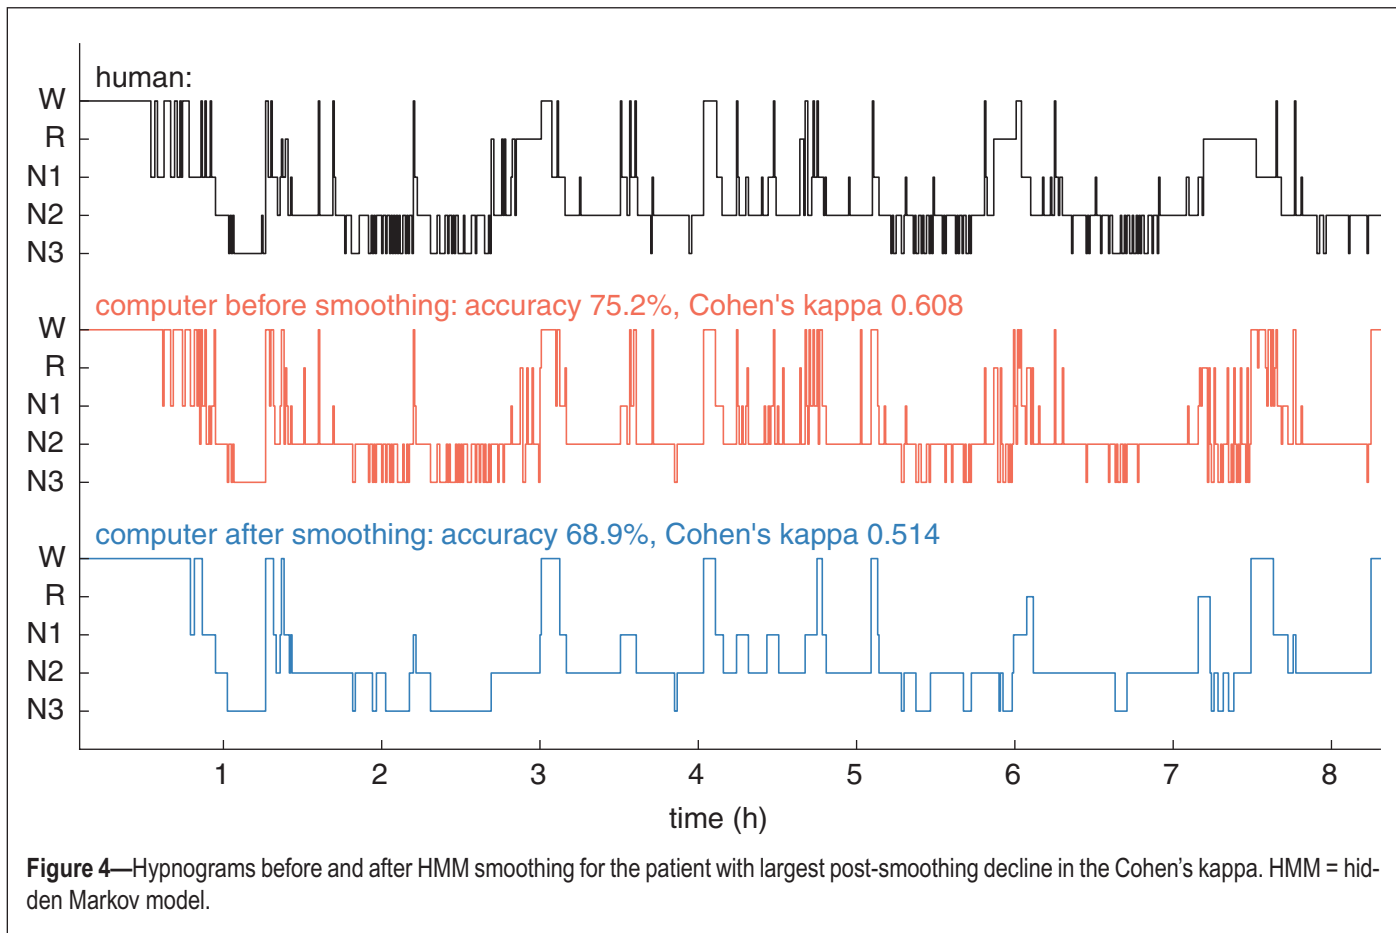 human:
W
R
N1
N2
N3
computer before smoothing: accuracy 75.2%, Cohen's kappa 0.608
W
R
N1
N2
N3
computer after smoothing: accuracy 68.9%, Cohen's kappa 0.514
W
R
N1
N2
N3
1 2 3 4 5 6 7 8
time (h)
Figure 4—Hypnograms before and after HMM smoothing for the patient with largest post-smoothing decline in the Cohen’s kappa. HMM = hid-
den Markov model.